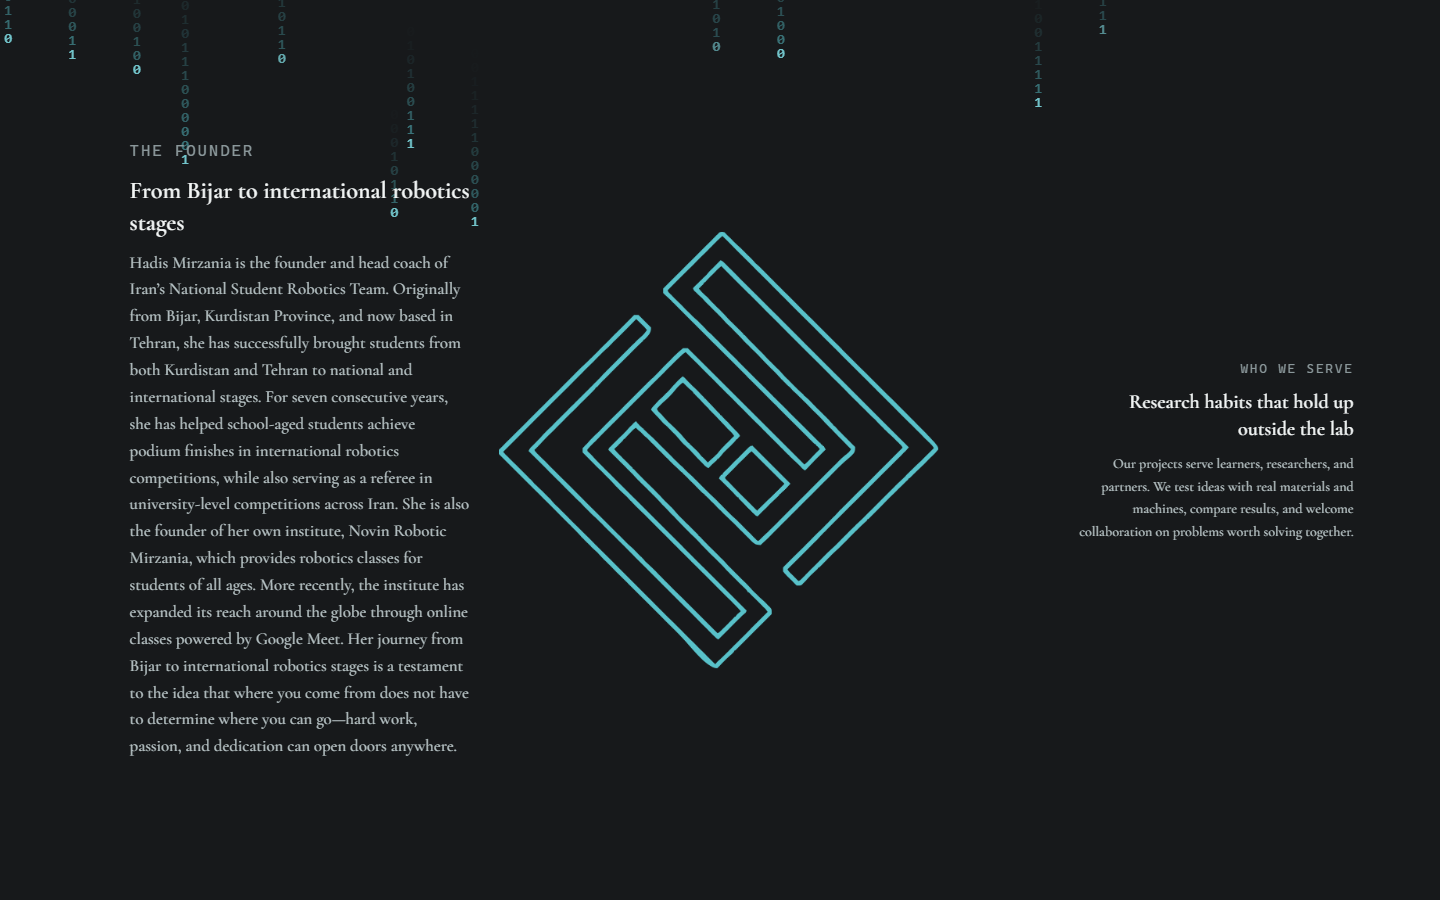 THE FOUNDER
From Bijar to international robotics
stages
Hadis Mirzania is the founder and head coach of
Iran’s National Student Robotics Team. Originally
from Bijar, Kurdistan Province, and now based in
Tehran, she has successfully brought students from
both Kurdistan and Tehran to national and
international stages. For seven consecutive years,
she has helped school-aged students achieve
podium finishes in international robotics
competitions, while also serving as a referee in
university-level competitions across Iran. She is also
the founder of her own institute, Novin Robotic
Mirzania, which provides robotics classes for
students of all ages. More recently, the institute has
expanded its reach around the globe through online
classes powered by Google Meet. Her journey from
Bijar to international robotics stages is a testament
to the idea that where you come from does not have
to determine where you can go—hard work,
passion, and dedication can open doors anywhere.
WHO WE SERVE
Research habits that hold up
outside the lab
Our projects serve learners, researchers, and
partners. We test ideas with real materials and
machines, compare results, and welcome
collaboration on problems worth solving together.